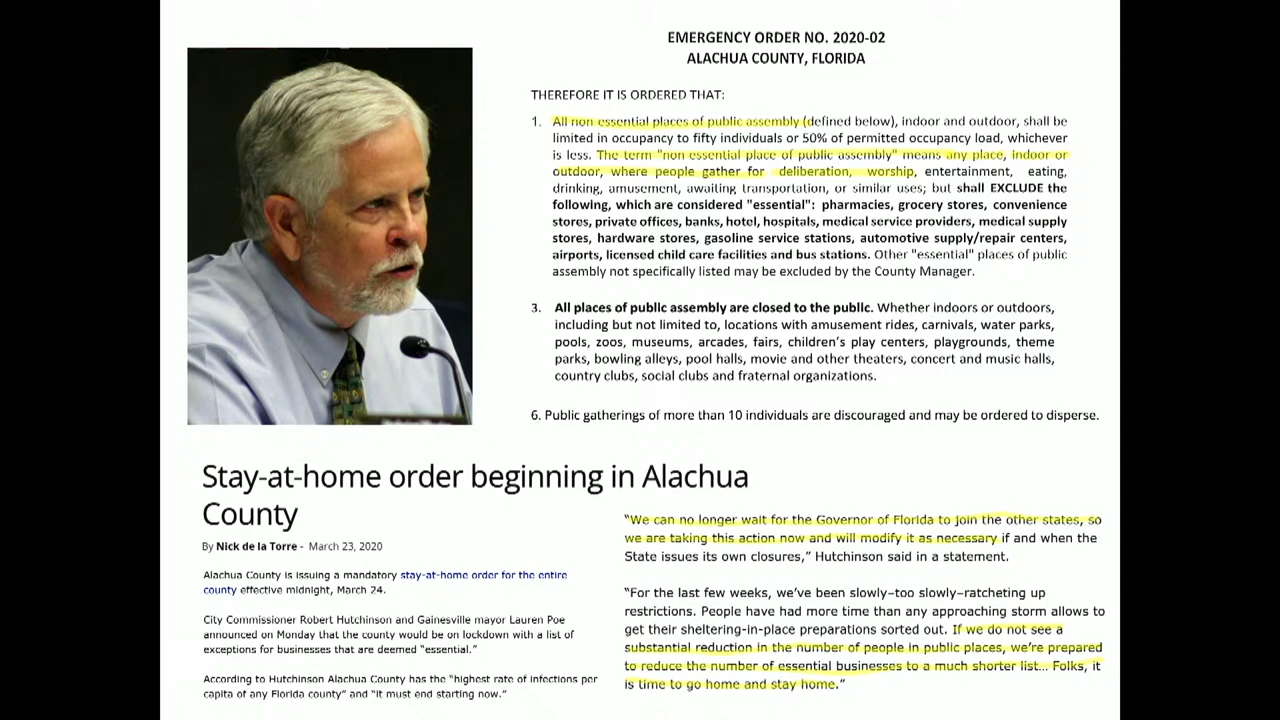 EMERGENCY ORDER NO. 2020-02
ALACHUA COUNTY, FLORIDA
THEREFORE IT IS ORDERED THAT:
1. All non essential places of public assembly (defined below), indoor and outdoor, shall be
limited in occupancy to fifty individuals or 50% of permitted occupancy load, whichever
is less. The term "non essential place of public assembly" means any place, indoor or
outdoor, where people gather for deliberation, worship, entertainment, eating,
drinking, amusement, awaiting transportation, or similar uses; but shall EXCLUDE the
following, which are considered "essential": pharmacies, grocery stores, convenience
stores, private offices, banks, hotel, hospitals, medical service providers, medical supply
stores, hardware stores, gasoline service stations, automotive supply/repair centers,
airports, licensed child care facilities and bus stations. Other "essential" places of public
assembly not specifically listed may be excluded by the County Manager.
3. All places of public assembly are closed to the public. Whether indoors or outdoors,
including but not limited to, locations with amusement rides, carnivals, water parks,
pools, zoos, museums, arcades, fairs, children's play centers, playgrounds, theme
parks, bowling alleys, pool halls, movie and other theaters, concert and music halls,
country clubs, social clubs and fraternal organizations.
6. Public gatherings of more than 10 individuals are discouraged and may be ordered to disperse.
Stay-at-home order beginning in Alachua
County
By Nick de la Torre - March 23, 2020
Alachua County is issuing a mandatory stay-at-home order for the entire
county effective midnight, March 24.
City Commissioner Robert Hutchinson and Gainesville mayor Lauren Poe
announced on Monday that the county would be on lockdown with a list of
exceptions for businesses that are deemed “essential.”
According to Hutchinson Alachua County has the “highest rate of infections per
capita of any Florida county” and “it must end starting now.”
“We can no longer wait for the Governor of Florida to join the other states, so
we are taking this action now and will modify it as necessary if and when the
State issues its own closures,” Hutchinson said in a statement.
“For the last few weeks, we’ve been slowly–too slowly–ratcheting up
restrictions. People have had more time than any approaching storm allows to
get their sheltering-in-place preparations sorted out. If we do not see a
substantial reduction in the number of people in public places, we’re prepared
to reduce the number of essential businesses to a much shorter list... Folks, it
is time to go home and stay home.”